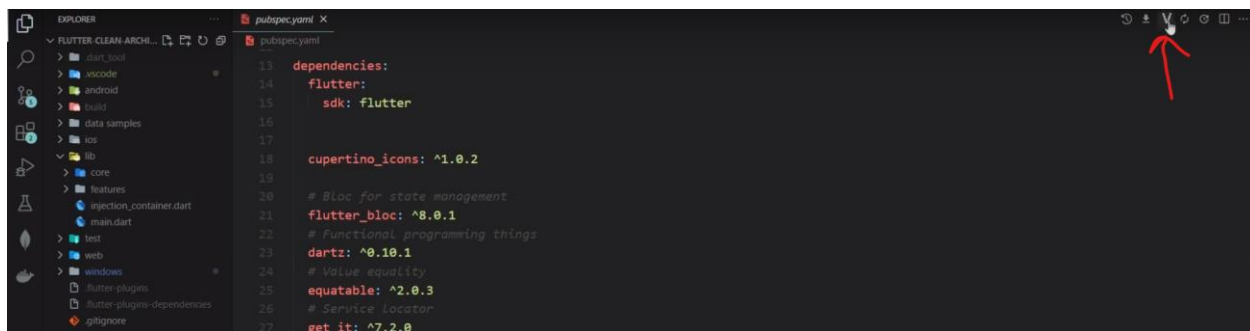 EXPLORER ...
pubspec.yaml ×
FLUTTER-CLEAN-ARCHI...
.dart_tool
.vscode
android
build
data samples
ios
lib
core
features
injection_container.dart
main.dart
test
web
windows
.flutter-plugins
.flutter-plugins-dependencies
.gitignore
5
2
pubspec.yaml
13 dependencies:
14 flutter:
15 sdk: flutter
16
17
18 cupertino_icons: ^1.0.2
19
20 # Bloc for state management
21 flutter_bloc: ^8.0.1
22 # Functional programming things
23 dartz: ^0.10.1
24 # Value equality
25 equatable: ^2.0.3
26 # Service locator
27 get_it: ^7.2.0
V